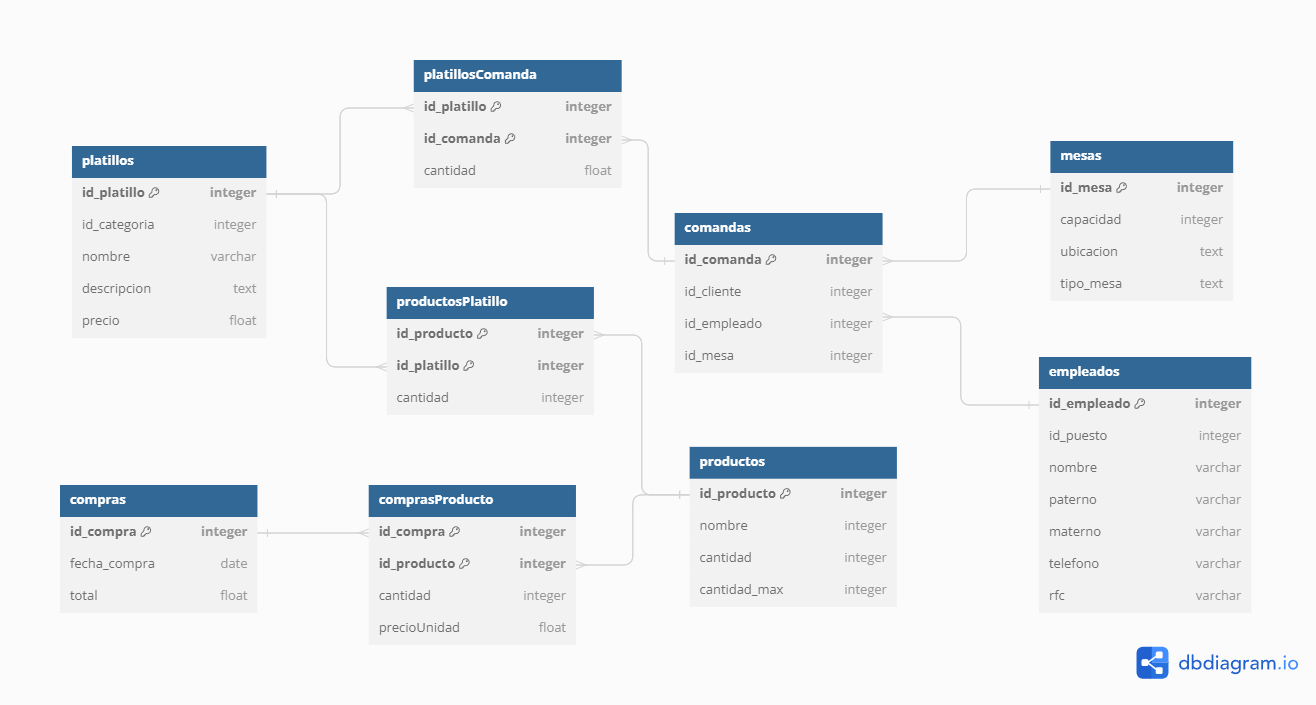 platillosComanda
id_platillo integer
id_comanda integer
cantidad float
platillos
id_platillo integer
id_categoria integer
nombre varchar
descripcion text
precio float
mesas
id_mesa integer
capacidad integer
ubicacion text
tipo_mesa text
comandas
id_comanda integer
id_cliente integer
id_empleado integer
id_mesa integer
productosPlatillo
id_producto integer
id_platillo integer
cantidad integer
empleados
id_empleado integer
id_puesto integer
nombre varchar
paterno varchar
materno varchar
telefono varchar
rfc varchar
productos
id_producto integer
nombre integer
cantidad integer
cantidad_max integer
compras
id_compra integer
fecha_compra date
total float
comprasProducto
id_compra integer
id_producto integer
cantidad integer
precioUnidad float
dbdiagram.io